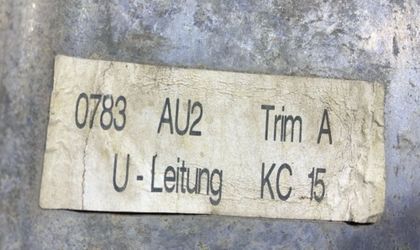 0783 AU2 Trim A
U - Leitung KC 15